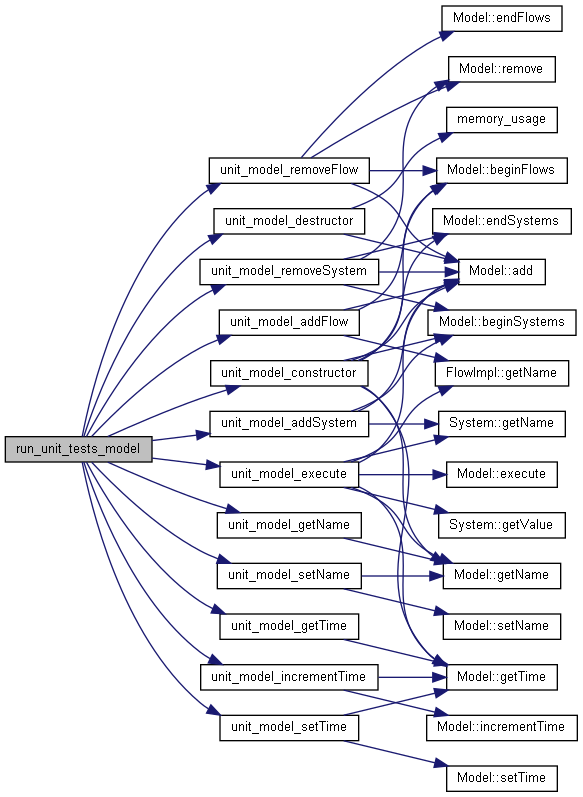 run_unit_tests_model
unit_model_removeFlow
unit_model_destructor
unit_model_removeSystem
unit_model_addFlow
unit_model_constructor
unit_model_addSystem
unit_model_execute
unit_model_getName
unit_model_setName
unit_model_getTime
unit_model_incrementTime
unit_model_setTime
Model::endFlows
Model::remove
memory_usage
Model::beginFlows
Model::endSystems
Model::add
Model::beginSystems
FlowImpl::getName
System::getName
Model::execute
System::getValue
Model::getName
Model::setName
Model::getTime
Model::incrementTime
Model::setTime